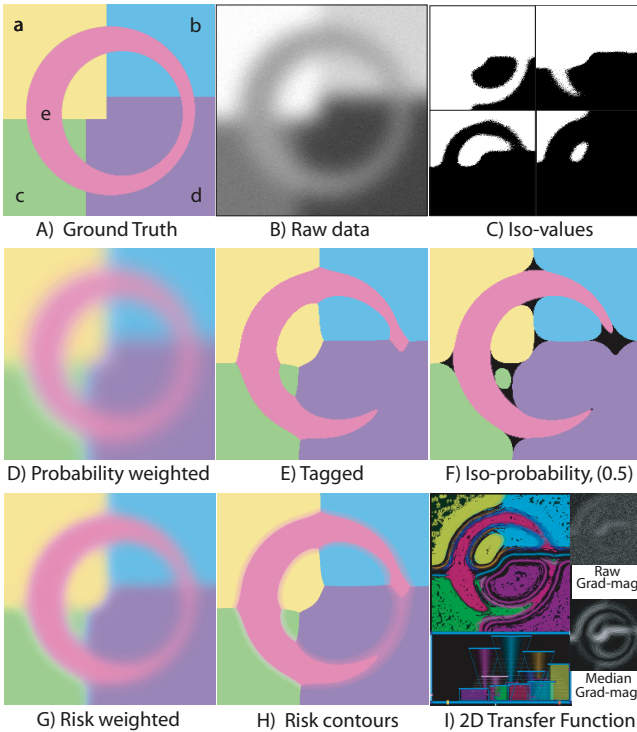 a
b
e
c
d
A) Ground Truth
B) Raw data
C) Iso-values
D) Probability weighted
E) Tagged
F) Iso-probability, (0.5)
Raw
Grad-mag
Median
Grad-mag
G) Risk weighted
H) Risk contours
I) 2D Transfer Function